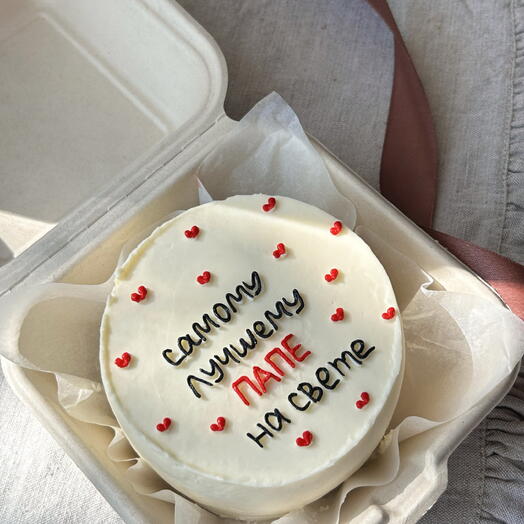 самому
лучшему
ПАПЕ
на свете